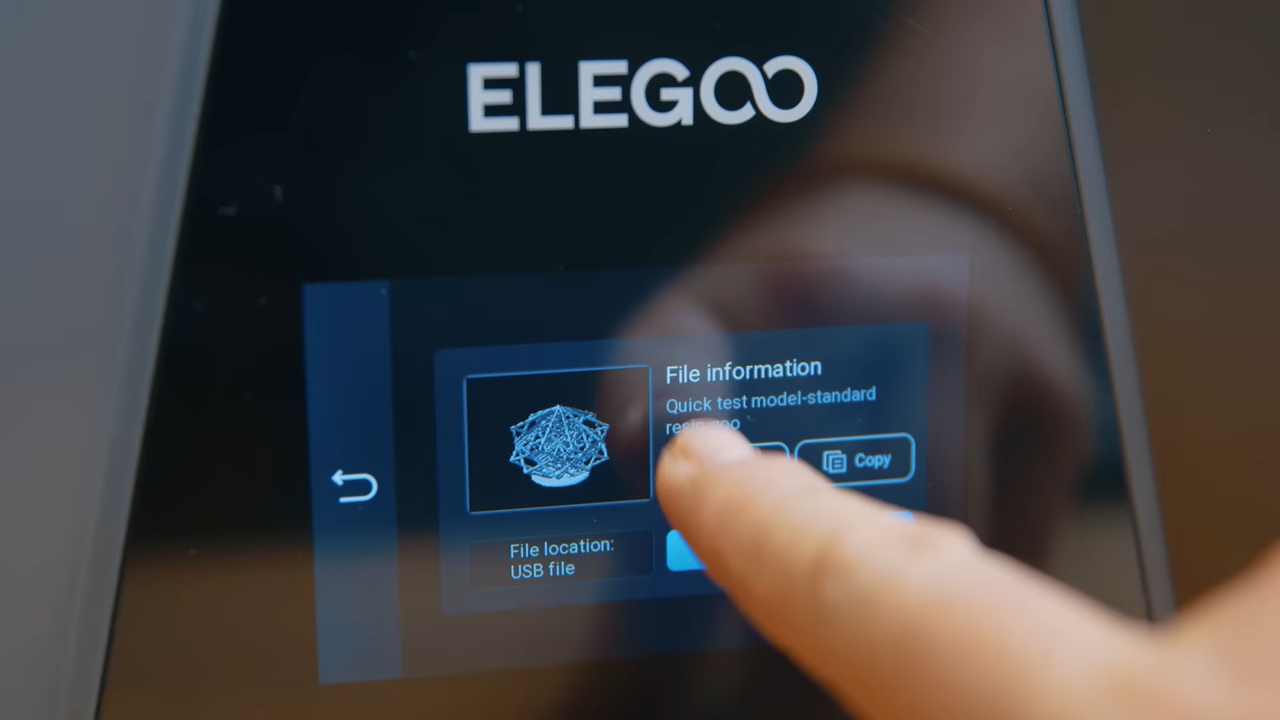 ELEGOO
File information
Quick test model-standard
resin.goo
Copy
File location:
USB file